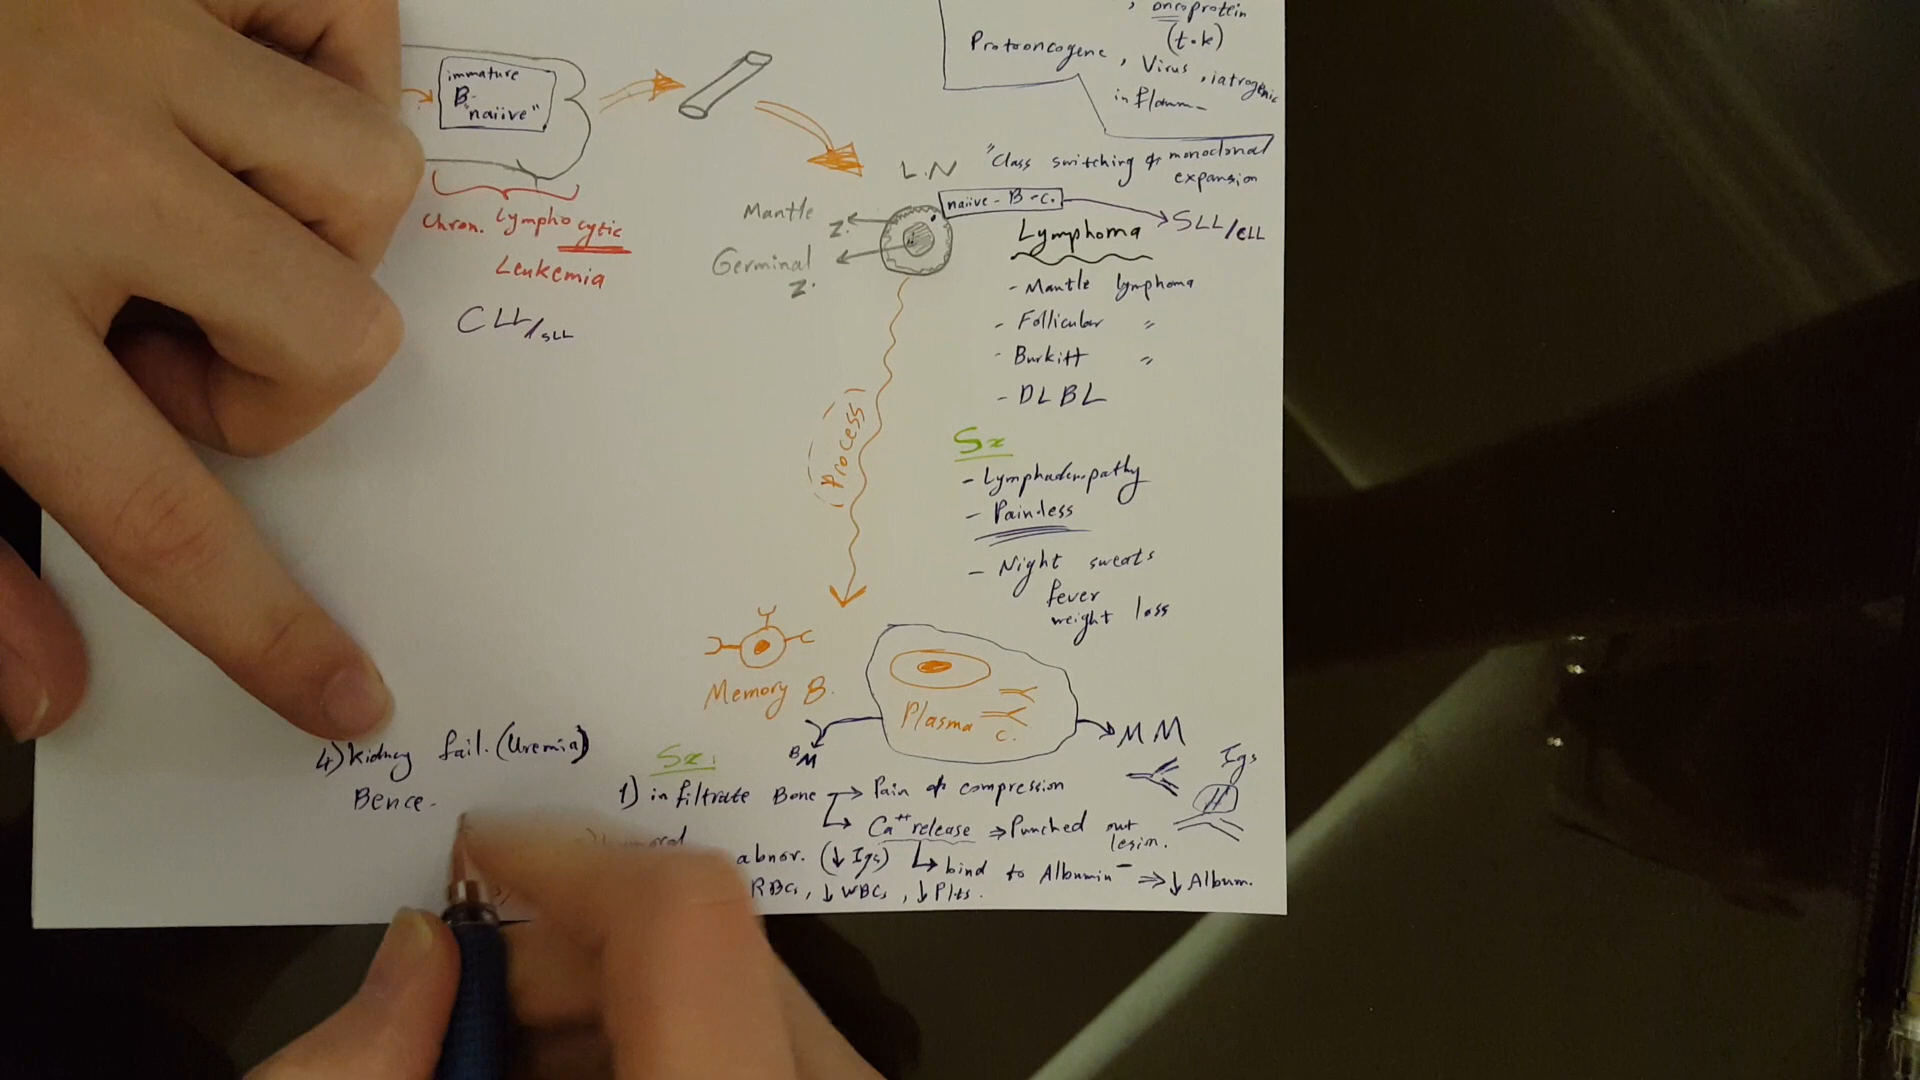 , oncoprotein
(t.k)
Protooncogene , Virus , iatrogenic
inflamm-
immature
B-
"naiive"
Chron. Lymphocytic
Leukemia
CLL/SLL
L.N
"Class switching & monoclonal
expansion
naiive - B-c.
SLL/CLL
Mantle
Z.
Germinal
Z.
Lymphoma
- Mantle lymphoma
- Follicular "
- Burkitt "
- DLBL
(Process)
Sx
- Lymphadenopathy
- Painless
- Night sweats
fever
weight loss
Memory B.
Plasma
c.
BM
MM
Igs
4) kidney fail. (Uremia)
Bence-
Sx:
1) infiltrate Bone → Pain & compression
↳ Ca++ release ⇒ Punched out
lesion.
abnor. (↓ Igs) ↳ bind to Albumin⁻ ⇒ ↓ Album.
RBCs, ↓ WBCs, ↓ Plts.